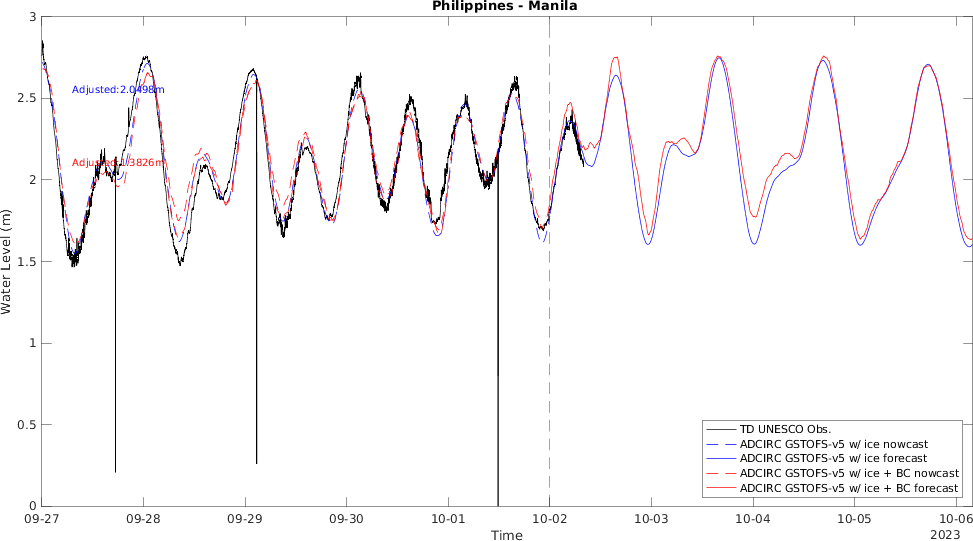 Philippines - Manila
3
2.5
2
1.5
1
0.5
0
Water Level (m)
Adjusted:2.0498m
Adjusted:1.3826m
TD UNESCO Obs.
ADCIRC GSTOFS-v5 w/ ice nowcast
ADCIRC GSTOFS-v5 w/ ice forecast
ADCIRC GSTOFS-v5 w/ ice + BC nowcast
ADCIRC GSTOFS-v5 w/ ice + BC forecast
09-27 09-28 09-29 09-30 10-01 10-02 10-03 10-04 10-05 10-06
Time
2023